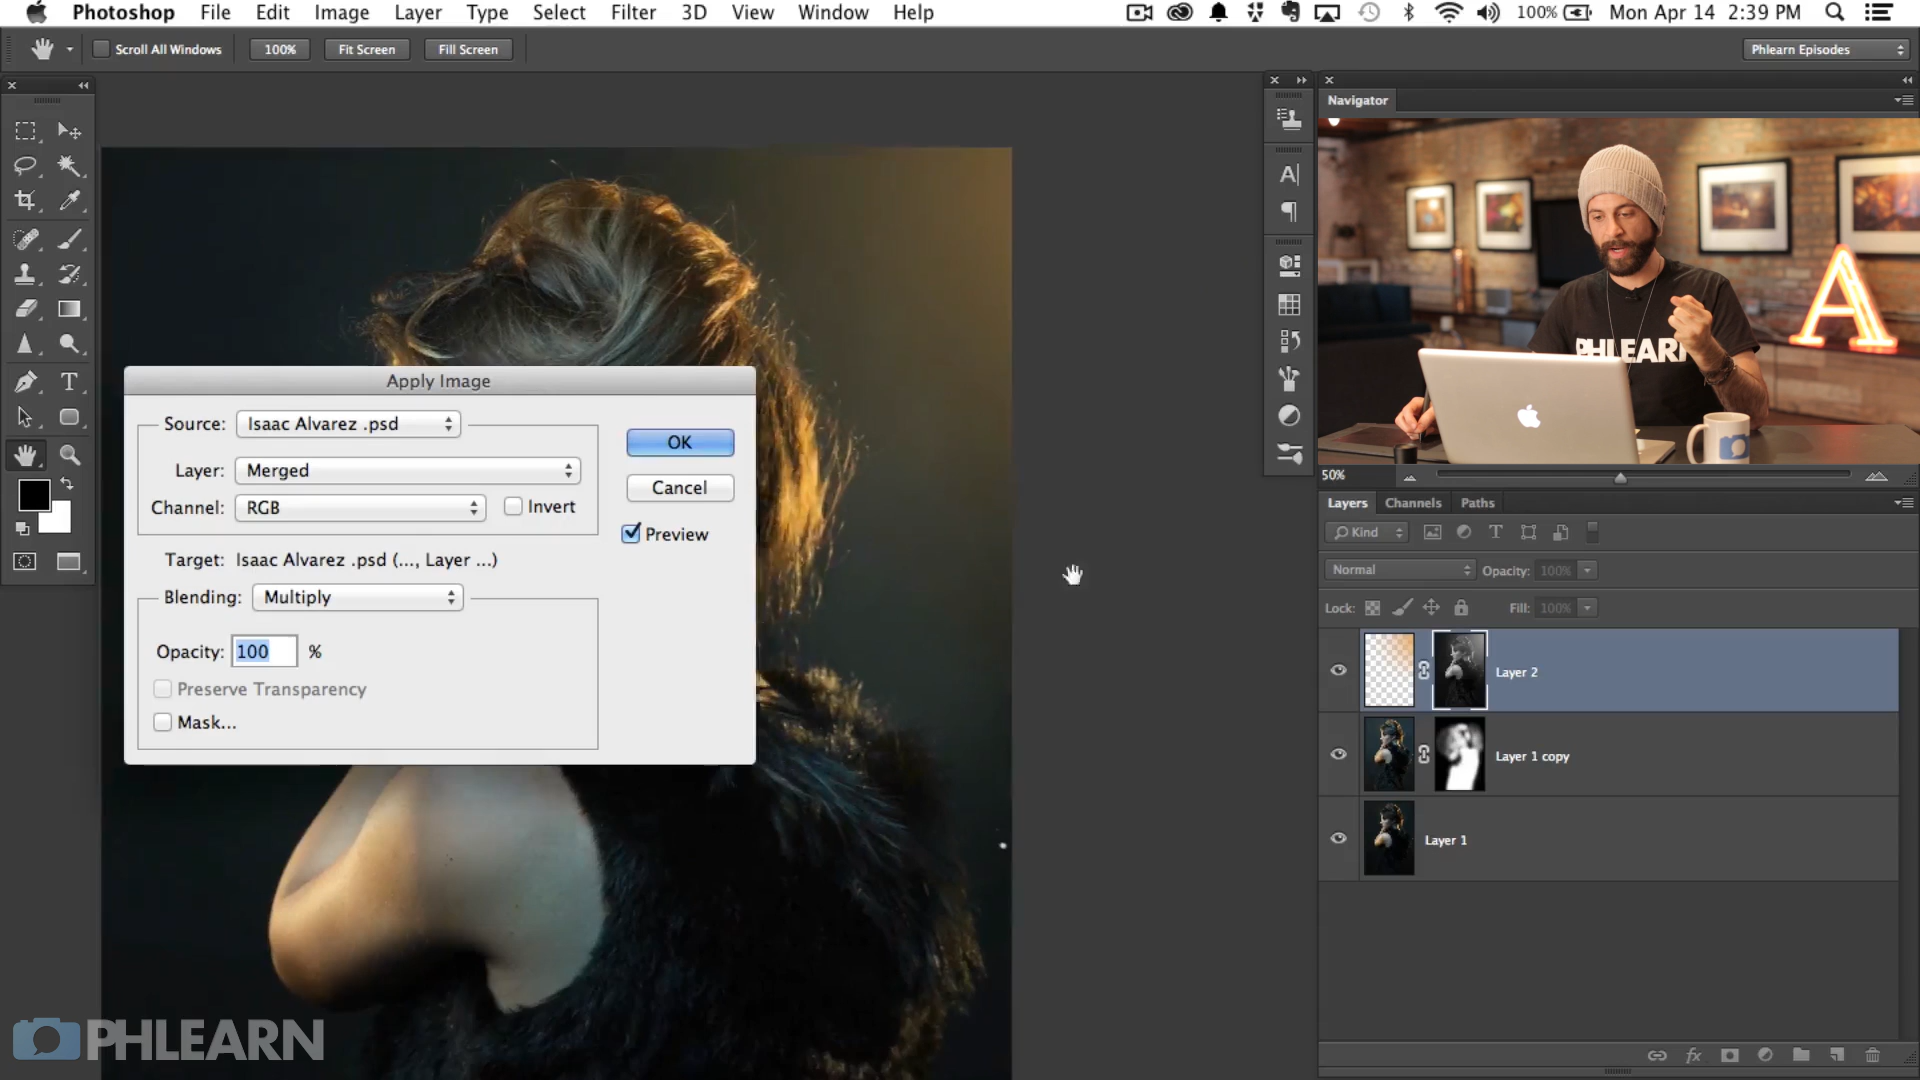 Photoshop File Edit Image Layer Type Select Filter 3D View Window Help 100% Mon Apr 14 2:39 PM
Scroll All Windows 100% Fit Screen Fill Screen Phlearn Episodes
Navigator
A
PHLEARN
A
Apply Image
Source: Isaac Alvarez .psd
OK
Layer: Merged
Cancel
Channel: RGB Invert
Preview
Target: Isaac Alvarez .psd (..., Layer ...)
Blending: Multiply
Opacity: 100 %
Preserve Transparency
Mask...
T
50%
Layers Channels Paths
Kind T
Normal Opacity: 100%
Lock: Fill: 100%
Layer 2
Layer 1 copy
Layer 1
fx
PHLEARN